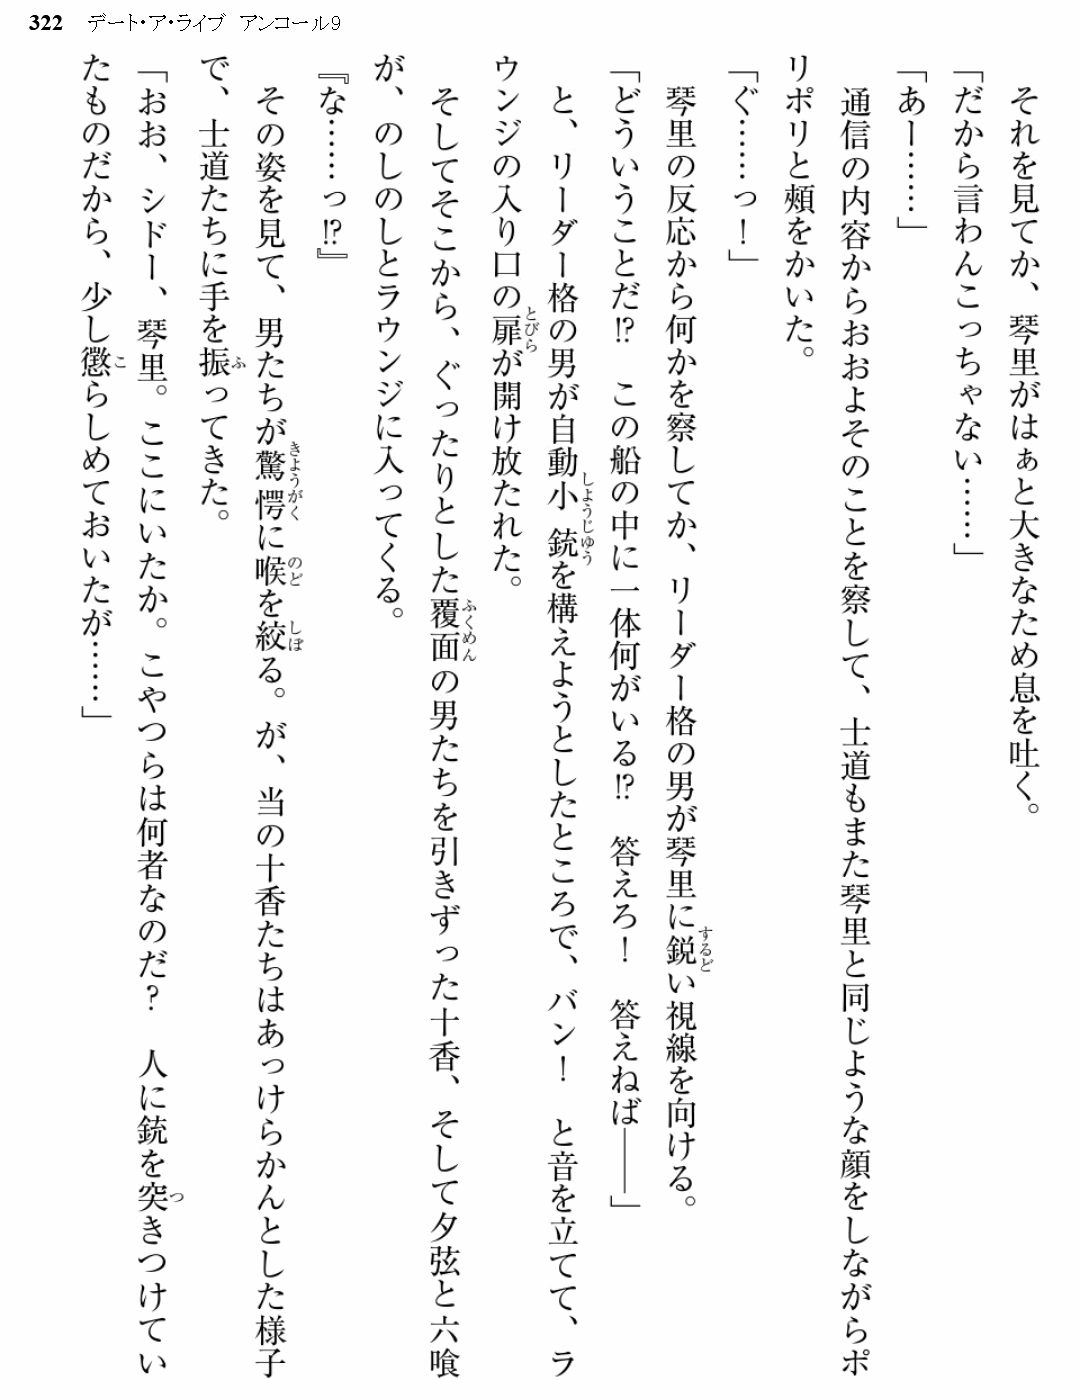 322 デート・ア・ライブ アンコール9
それを見てか、琴里がはぁと大きなため息を吐く。
「だから言わんこっちゃない……」
「あー……」
通信の内容からおおよそのことを察して、士道もまた琴里と同じような顔をしながらポ
リポリと頰をかいた。
「ぐ……っ！」
琴里の反応から何かを察してか、リーダー格の男が琴里に鋭い視線を向ける。
「どういうことだ!?　この船の中に一体何がいる!?　答えろ！　答えねば――」
と、リーダー格の男が自動小銃を構えようとしたところで、バン！　と音を立てて、ラ
ウンジの入り口の扉が開け放たれた。
そしてそこから、ぐったりとした覆面の男たちを引きずった十香、そして夕弦と六喰
が、のしのしとラウンジに入ってくる。
『な……っ!?』
その姿を見て、男たちが驚愕に喉を絞る。が、当の十香たちはあっけらかんとした様子
で、士道たちに手を振ってきた。
「おお、シドー、琴里。ここにいたか。こやつらは何者なのだ？　人に銃を突きつけてい
たものだから、少し懲らしめておいたが……」